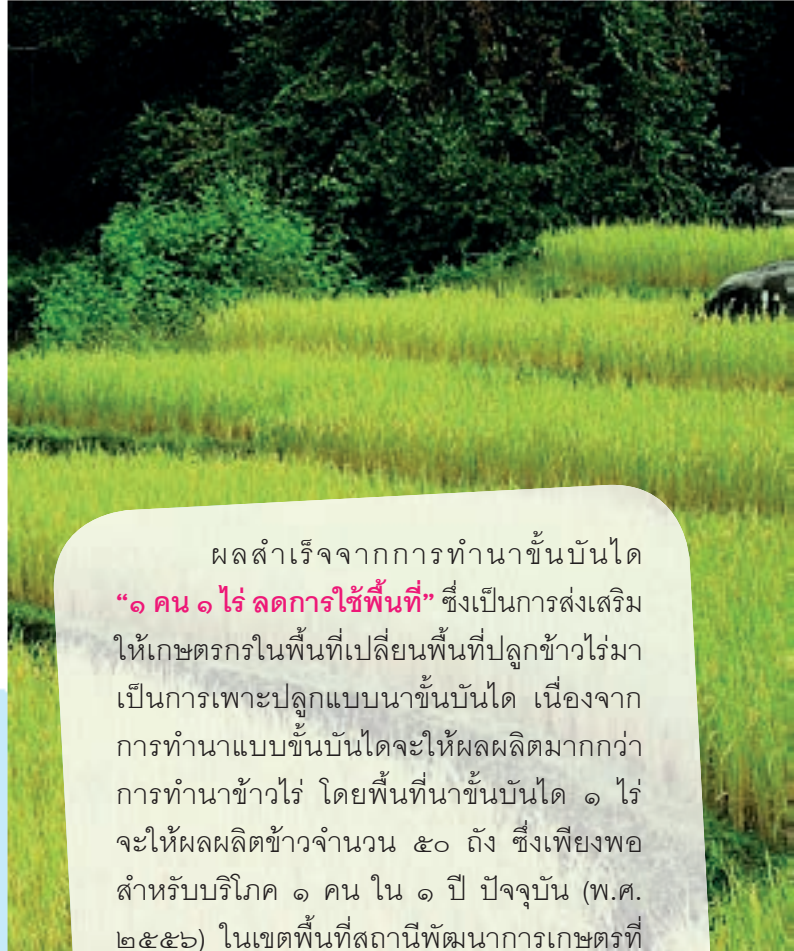 ผลสำเร็จจากการทำนาขั้นบันได
“๑ คน ๑ ไร่ ลดการใช้พื้นที่” ซึ่งเป็นการส่งเสริม
ให้เกษตรกรในพื้นที่เปลี่ยนพื้นที่ปลูกข้าวไร่มา
เป็นการเพาะปลูกแบบนาขั้นบันได เนื่องจาก
การทำนาแบบขั้นบันไดจะให้ผลผลิตมากกว่า
การทำนาข้าวไร่ โดยพื้นที่นาขั้นบันได ๑ ไร่
จะให้ผลผลิตข้าวจำนวน ๕๐ ถัง ซึ่งเพียงพอ
สำหรับบริโภค ๑ คน ใน ๑ ปี ปัจจุบัน (พ.ศ.
๒๕๕๖) ในเขตพื้นที่สถานีพัฒนาการเกษตรที่